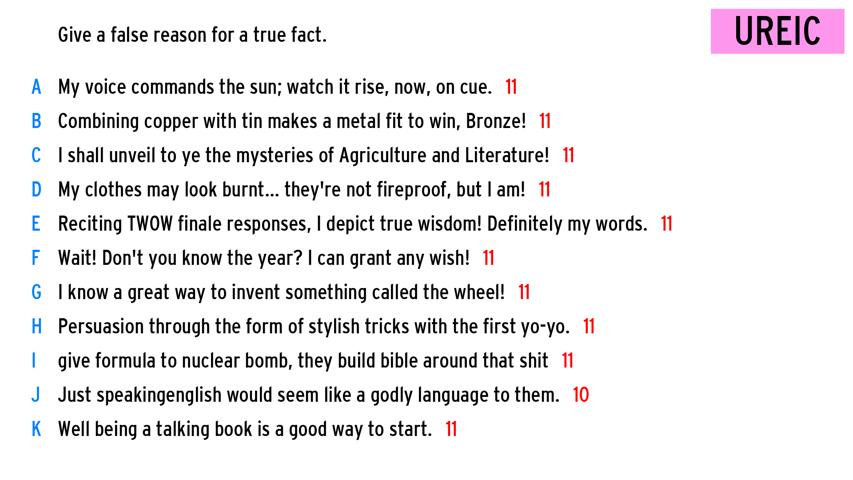 Give a false reason for a true fact.
UREIC
A My voice commands the sun; watch it rise, now, on cue. 11
B Combining copper with tin makes a metal fit to win, Bronze! 11
C I shall unveil to ye the mysteries of Agriculture and Literature! 11
D My clothes may look burnt... they're not fireproof, but I am! 11
E Reciting TWOW finale responses, I depict true wisdom! Definitely my words. 11
F Wait! Don't you know the year? I can grant any wish! 11
G I know a great way to invent something called the wheel! 11
H Persuasion through the form of stylish tricks with the first yo-yo. 11
I give formula to nuclear bomb, they build bible around that shit 11
J Just speakingenglish would seem like a godly language to them. 10
K Well being a talking book is a good way to start. 11